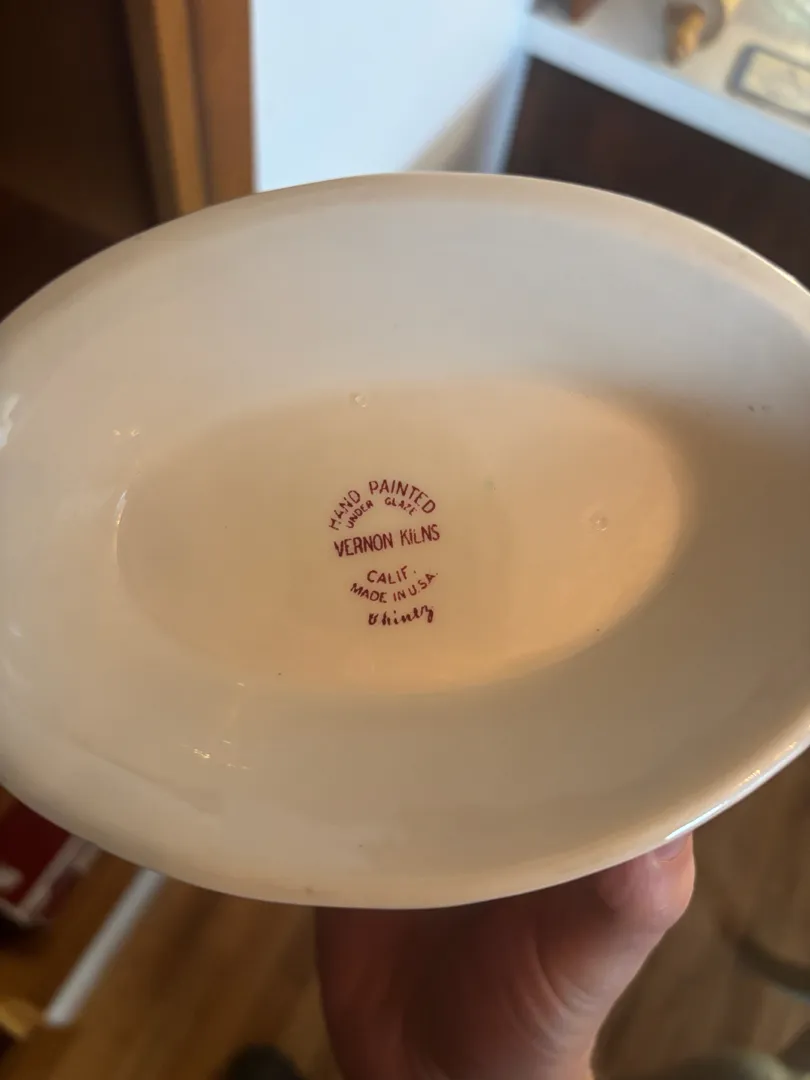 HAND PAINTED
UNDER GLAZE
VERNON KILNS
CALIF.
MADE IN U.S.A.
Chintz